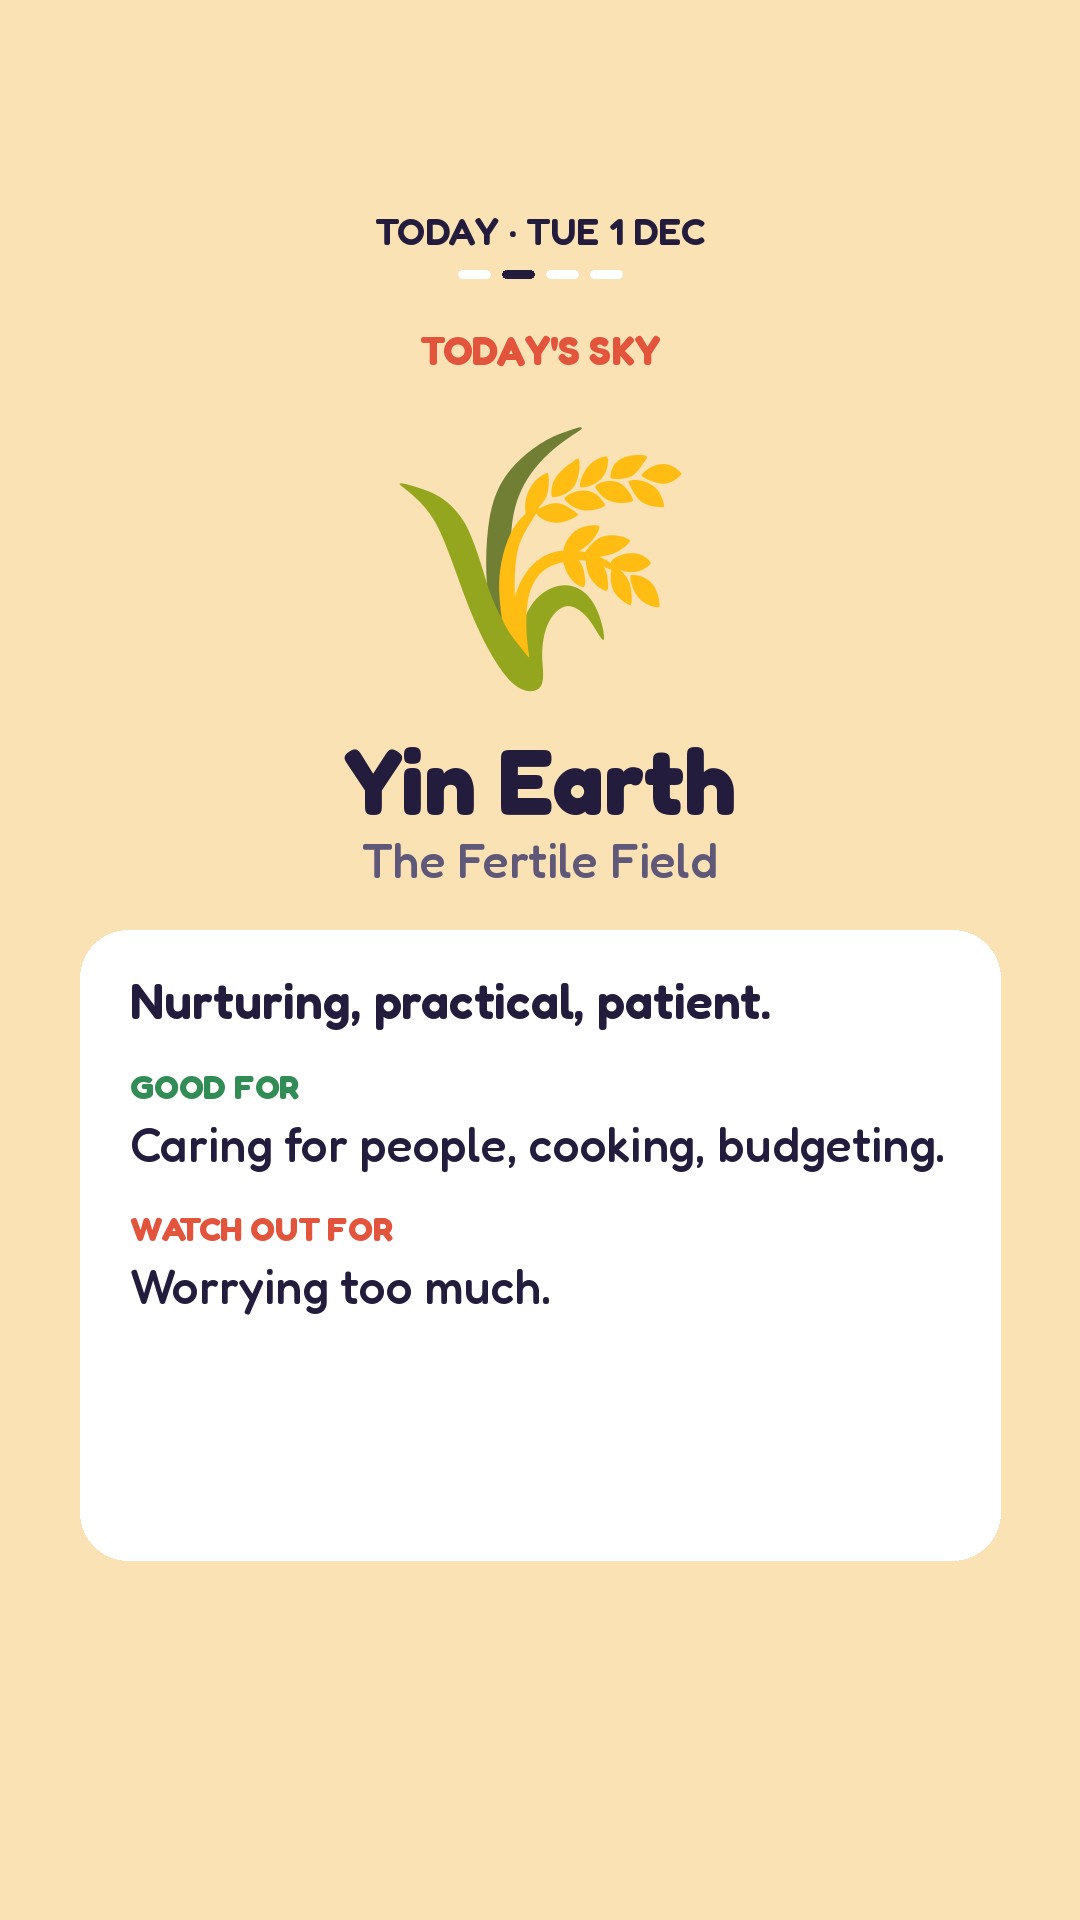 TODAY · TUE 1 DEC
TODAY'S SKY
Yin Earth
The Fertile Field
Nurturing, practical, patient.
GOOD FOR
Caring for people, cooking, budgeting.
WATCH OUT FOR
Worrying too much.